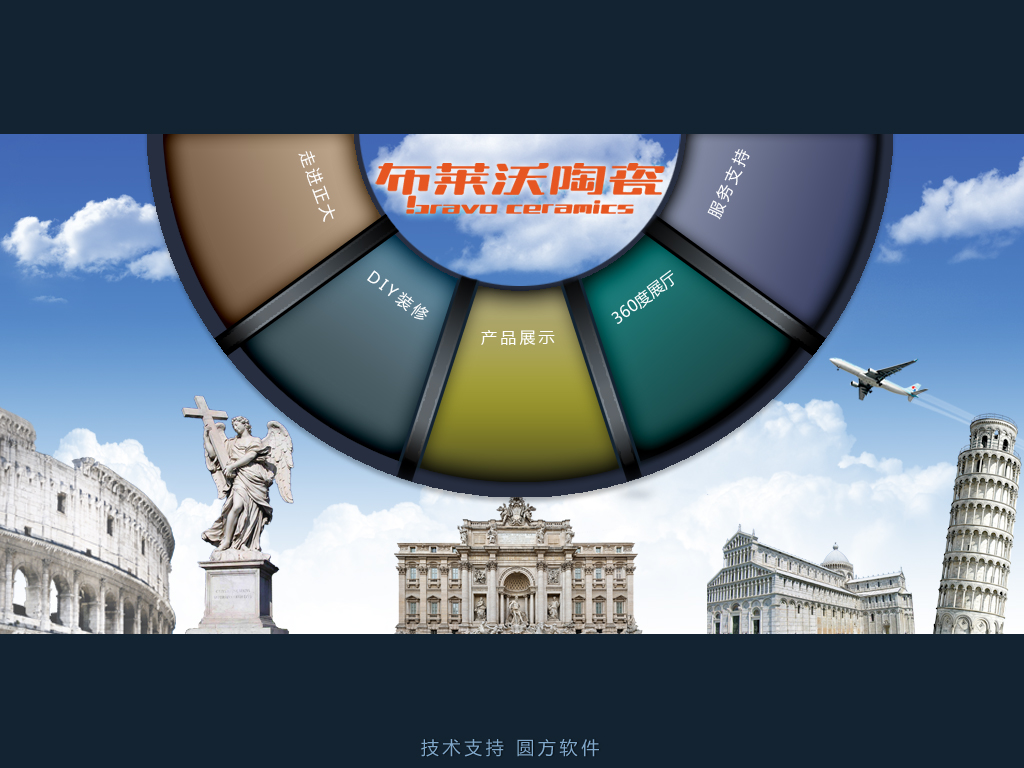 布莱沃陶瓷
bravo ceramics
走进正大
DIY装修
产品展示
360度展厅
服务支持
技术支持 圆方软件